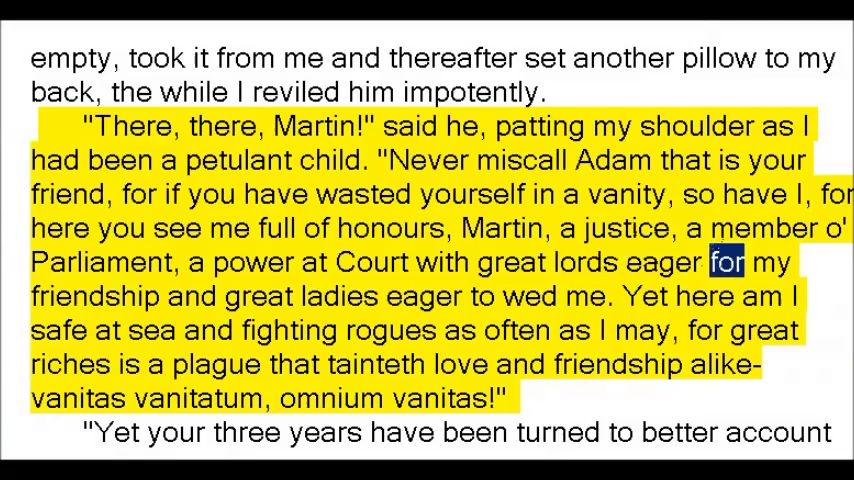 empty, took it from me and thereafter set another pillow to my
back, the while I reviled him impotently.
"There, there, Martin!" said he, patting my shoulder as I
had been a petulant child. "Never miscall Adam that is your
friend, for if you have wasted yourself in a vanity, so have I, for
here you see me full of honours, Martin, a justice, a member o'
Parliament, a power at Court with great lords eager for my
friendship and great ladies eager to wed me. Yet here am I
safe at sea and fighting rogues as often as I may, for great
riches is a plague that tainteth love and friendship alike-
vanitas vanitatum, omnium vanitas!"
"Yet your three years have been turned to better account